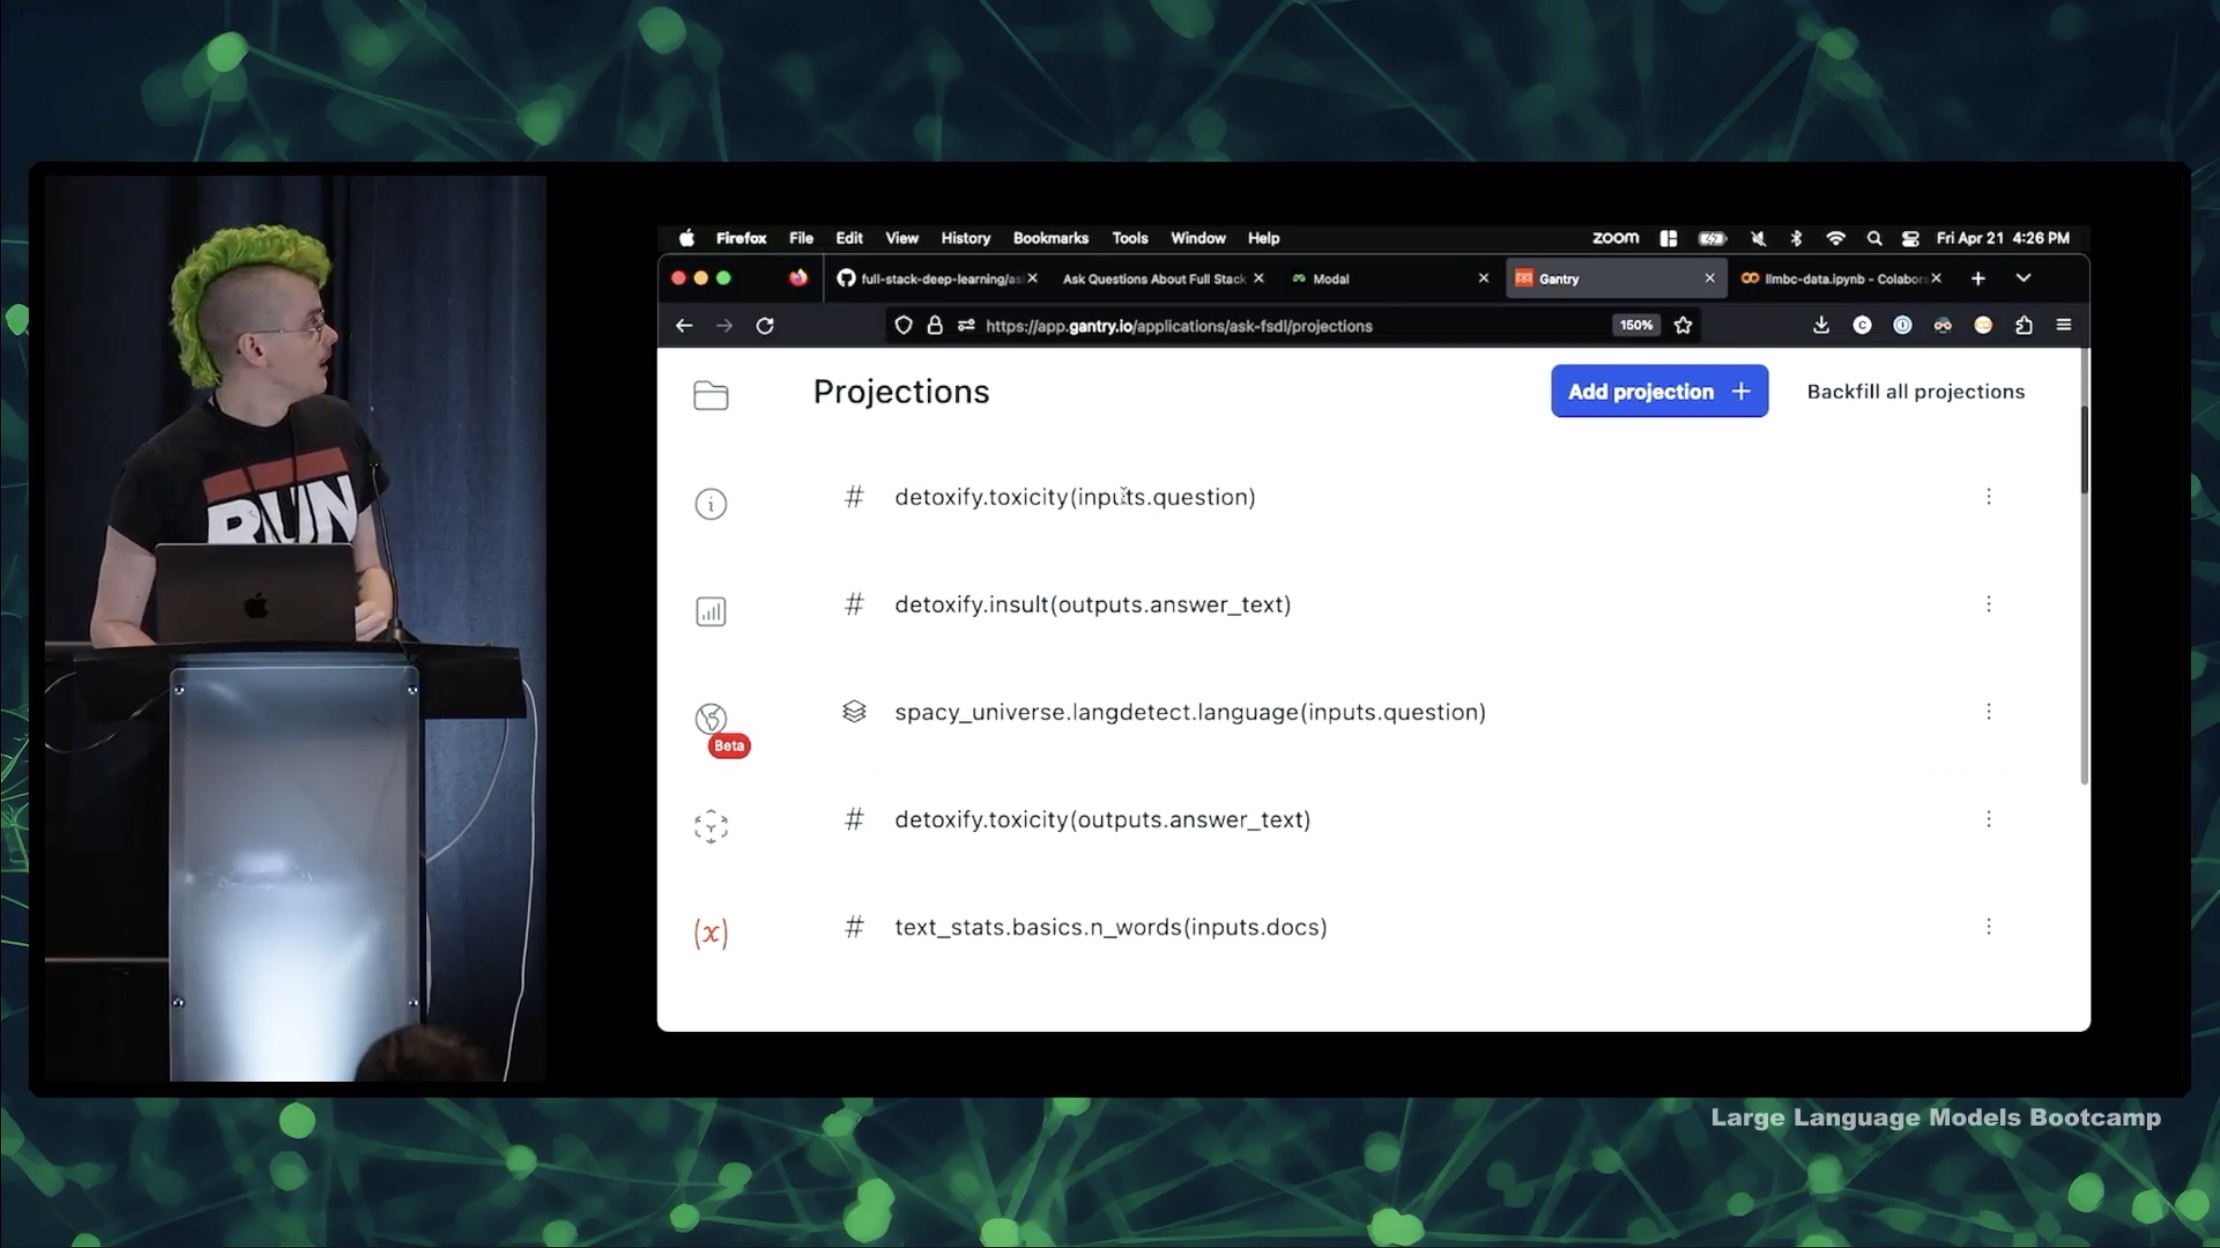 RUN
Firefox File Edit View History Bookmarks Tools Window Help
zoom Fri Apr 21 4:26 PM
full-stack-deep-learning/as
Ask Questions About Full Stack
Modal
Gantry
llmbc-data.ipynb - Colabor
https://app.gantry.io/applications/ask-fsdl/projections
150%
Projections
Add projection +
Backfill all projections
# detoxify.toxicity(inputs.question)
# detoxify.insult(outputs.answer_text)
spacy_universe.langdetect.language(inputs.question)
Beta
# detoxify.toxicity(outputs.answer_text)
(x) # text_stats.basics.n_words(inputs.docs)
Large Language Models Bootcamp